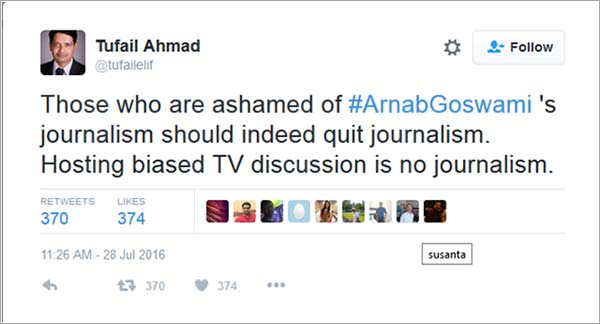 Tufail Ahmad
@tufailelif
Follow
Those who are ashamed of #ArnabGoswami 's
journalism should indeed quit journalism.
Hosting biased TV discussion is no journalism.
RETWEETS LIKES
370 374
11:26 AM - 28 Jul 2016
susanta
370 374